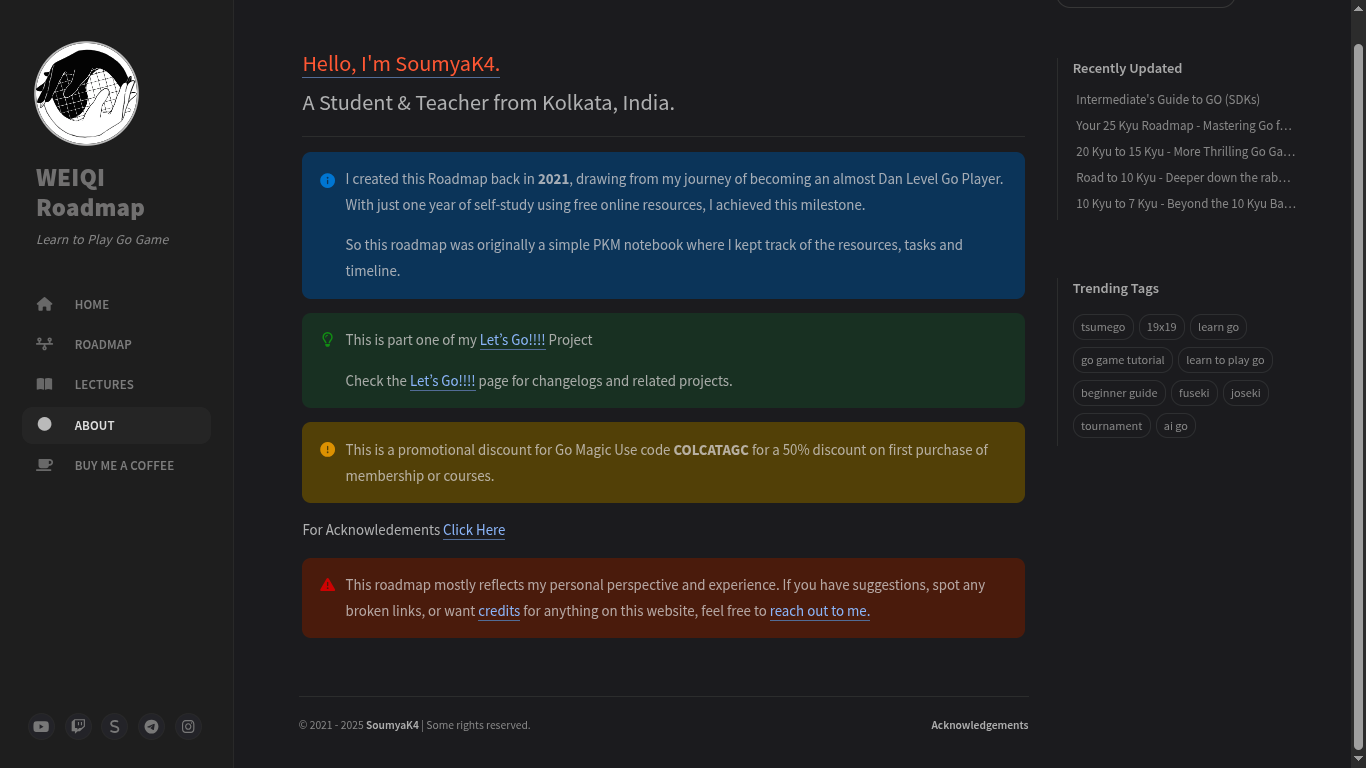 WEIQI
Roadmap
Learn to Play Go Game
HOME
ROADMAP
LECTURES
ABOUT
BUY ME A COFFEE
Hello, I'm SoumyaK4.
A Student & Teacher from Kolkata, India.
I created this Roadmap back in 2021, drawing from my journey of becoming an almost Dan Level Go Player.
With just one year of self-study using free online resources, I achieved this milestone.
So this roadmap was originally a simple PKM notebook where I kept track of the resources, tasks and
timeline.
This is part one of my Let’s Go!!!! Project
Check the Let’s Go!!!! page for changelogs and related projects.
This is a promotional discount for Go Magic Use code COLCATAGC for a 50% discount on first purchase of
membership or courses.
For Acknowledements Click Here
This roadmap mostly reflects my personal perspective and experience. If you have suggestions, spot any
broken links, or want credits for anything on this website, feel free to reach out to me.
© 2021 - 2025 SoumyaK4 | Some rights reserved.
Acknowledgements
Recently Updated
Intermediate's Guide to GO (SDKs)
Your 25 Kyu Roadmap - Mastering Go f…
20 Kyu to 15 Kyu - More Thrilling Go Ga…
Road to 10 Kyu - Deeper down the rab…
10 Kyu to 7 Kyu - Beyond the 10 Kyu Ba…
Trending Tags
tsumego 19x19 learn go
go game tutorial learn to play go
beginner guide fuseki joseki
tournament ai go